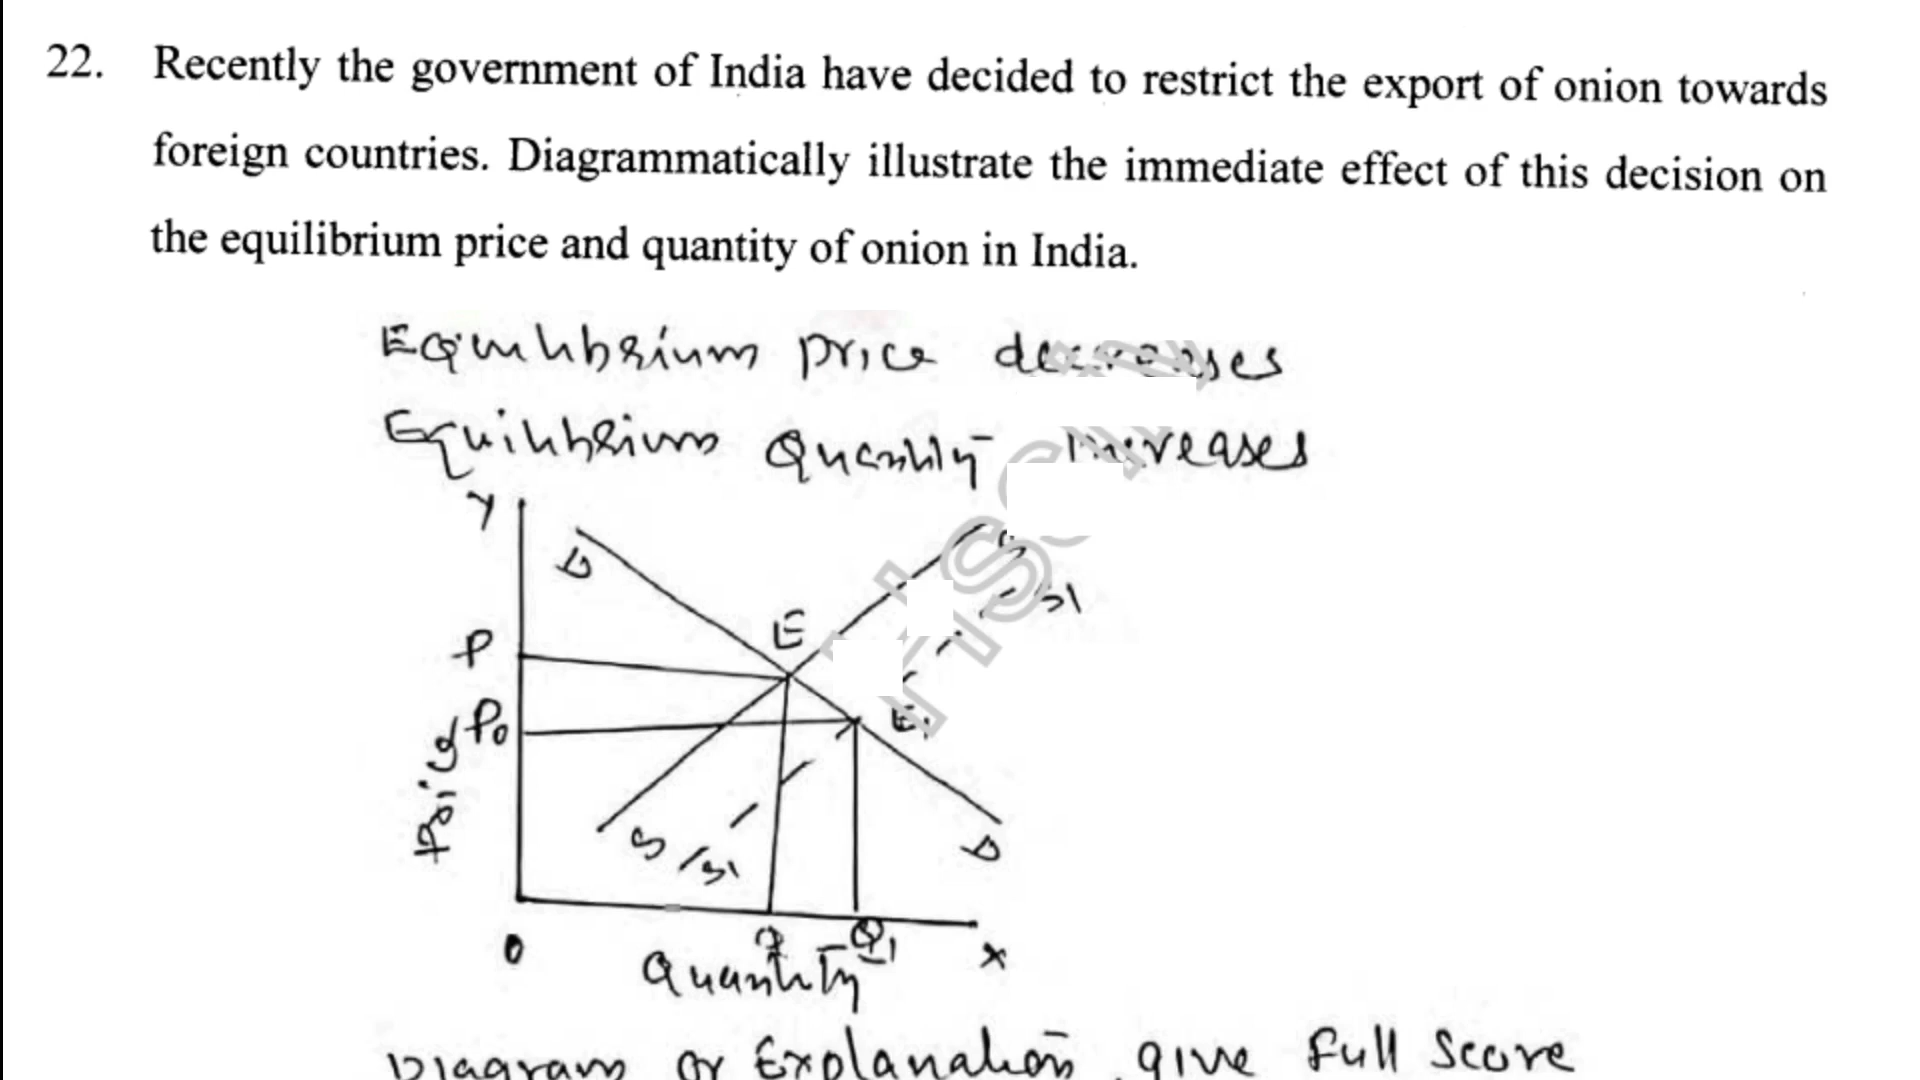 22. Recently the government of India have decided to restrict the export of onion towards
foreign countries. Diagrammatically illustrate the immediate effect of this decision on
the equilibrium price and quantity of onion in India.
Equilibrium price decreases
Equilibrium Quantity increases
Y
D
S
S1
E
P
P0
E1
Price
S
S1
D
O
Q
Q1
X
Quantity
Diagram or Explanation give full score